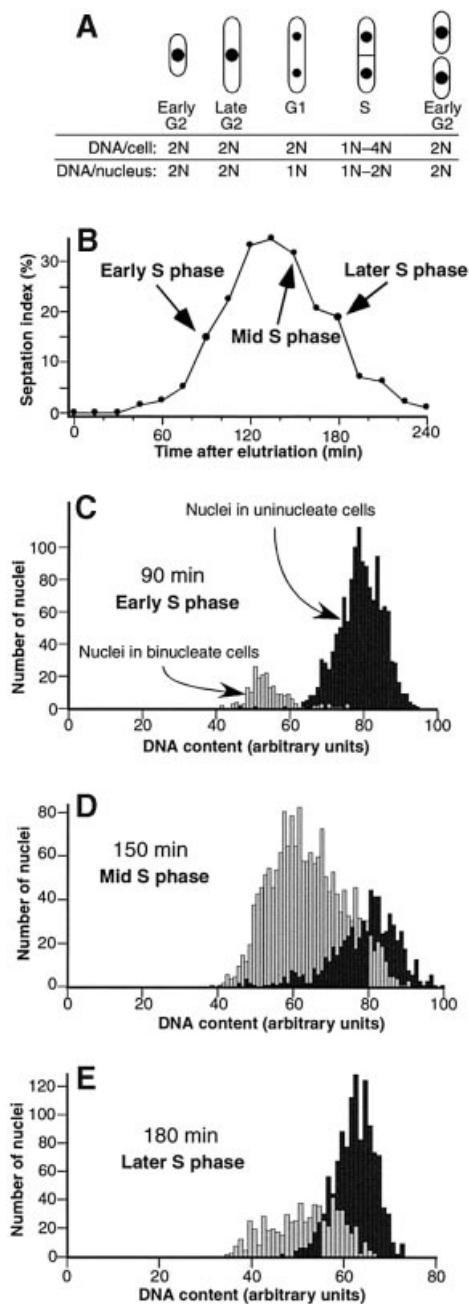 A
Early G2 Late G2 G1 S Early G2
DNA/cell: 2N 2N 2N 1N–4N 2N
DNA/nucleus: 2N 2N 1N 1N–2N 2N
B
Septation index (%)
30
20
10
0
Early S phase
Mid S phase
Later S phase
0 60 120 180 240
Time after elutriation (min)
C
Number of nuclei
100
80
60
40
20
0
Nuclei in uninucleate cells
90 min
Early S phase
Nuclei in binucleate cells
0 20 40 60 80 100
DNA content (arbitrary units)
D
Number of nuclei
80
60
40
20
0
150 min
Mid S phase
0 20 40 60 80 100
DNA content (arbitrary units)
E
Number of nuclei
120
100
80
60
40
20
0
180 min
Later S phase
0 20 40 60 80
DNA content (arbitrary units)